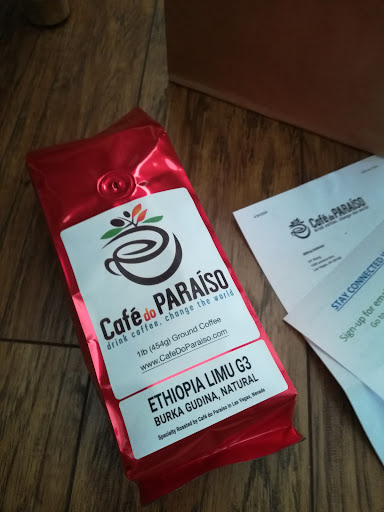 Café do PARAÍSO
drink coffee, change the world
1lb (454g) Ground Coffee
www.CafeDoParaiso.com
ETHIOPIA LIMU G3
BURKA GUDINA, NATURAL
Specialty Roasted by Café do Paraíso in Las Vegas, Nevada
Café do PARAÍSO
STAY CONNECTED
Sign-up for
Go to